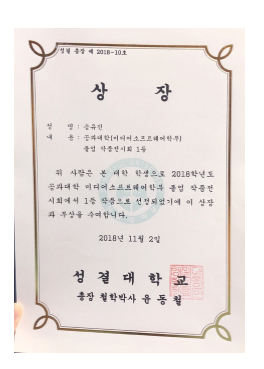 성결 총장 제 2018-10호
상 장
성 명 : 승유진
내 용 : 공과대학(미디어소프트웨어학부)
졸업 작품전시회 1등
위 사람은 본 대학 학생으로 2018학년도
공과대학 미디어소프트웨어학부 졸업 작품전
시회에서 1등 작품으로 선정되었기에 이 상장
과 부상을 수여합니다.
2018년 11월 2일
성 결 대 학 교
총장 철학박사 윤 동 철